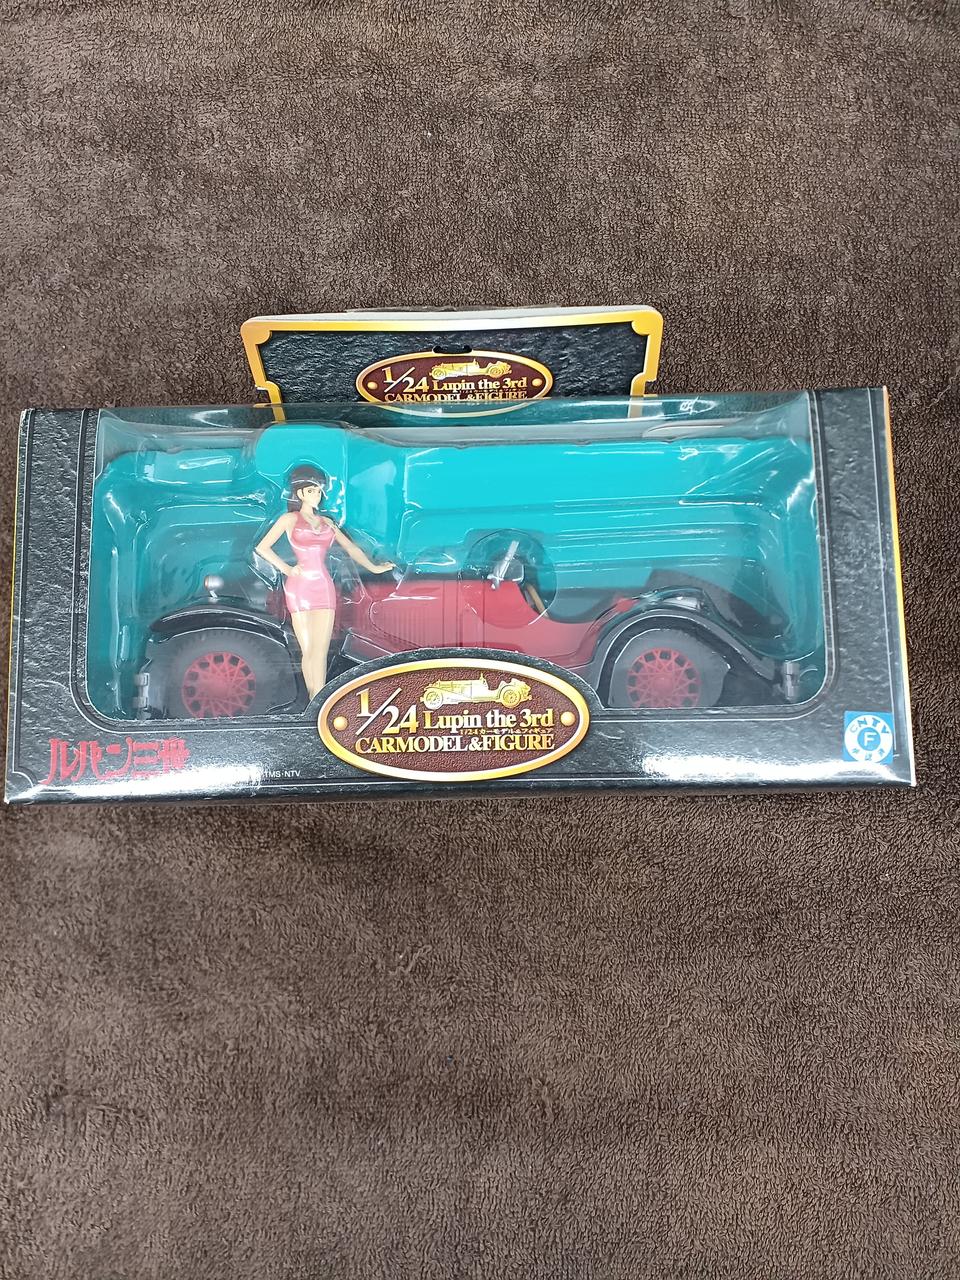 1/24 Lupin the 3rd
CARMODEL & FIGURE
1/24 Lupin the 3rd
1/24 カーモデル&フィギュア
CARMODEL & FIGURE
ルパン三世
TMS・NTV
NTV
F